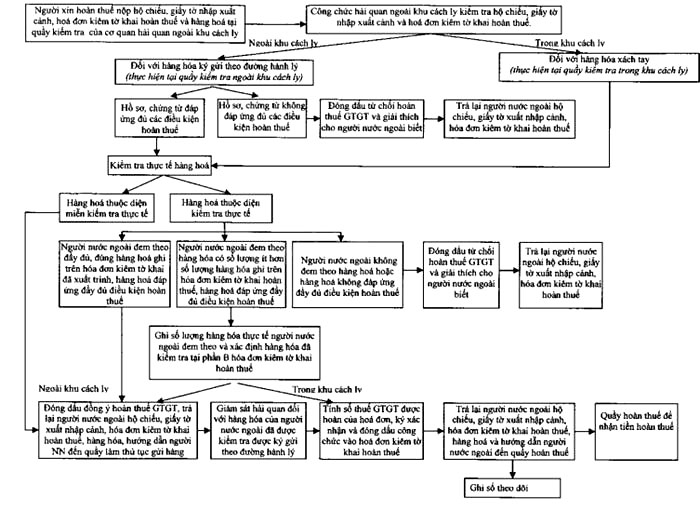 Người xin hoàn thuế nộp hộ chiếu, giấy tờ nhập xuất
cảnh, hoá đơn kiêm tờ khai hoàn thuế và hàng hoá tại
quầy kiểm tra của cơ quan hải quan ngoài khu cách ly
Công chức hải quan ngoài khu cách ly kiểm tra hộ chiếu, giấy tờ
nhập xuất cảnh và hoá đơn kiêm tờ khai hoàn thuế.
Ngoài khu cách ly
Trong khu cách ly
Đối với hàng hóa ký gửi theo đường hành lý
(thực hiện tại quầy kiểm tra ngoài khu cách ly)
Đối với hàng hóa xách tay
(thực hiện tại quầy kiểm tra trong khu cách ly)
Hồ sơ, chứng từ đáp
ứng đủ các điều kiện
hoàn thuế
Hồ sơ, chứng từ không
đáp ứng đủ các điều
kiện hoàn thuế
Đóng dấu từ chối hoàn
thuế GTGT và giải thích
cho người nước ngoài biết
Trả lại người nước ngoài hộ
chiếu, giấy tờ xuất nhập cảnh,
hóa đơn kiêm tờ khai hoàn thuế
Kiểm tra thực tế hàng hoá
Hàng hóa thuộc diện
miễn kiểm tra thực tế
Hàng hoá thuộc diện
kiểm tra thực tế
Người nước ngoài đem theo
đầy đủ, đúng hàng hoá ghi
trên hóa đơn kiêm tờ khai
đã xuất trình, hàng hoá đáp
ứng đầy đủ điều kiện hoàn
thuế
Người nước ngoài đem theo
hàng hóa có số lượng ít hơn
số lượng hàng hóa ghi trên
hóa đơn kiêm tờ khai hoàn
thuế, hàng hoá đáp ứng đầy
đủ điều kiện hoàn thuế
Người nước ngoài không
đem theo hàng hoá hoặc
hàng hoá không đáp ứng
đầy đủ điều kiện hoàn thuế
Đóng dấu từ chối
hoàn thuế GTGT
và giải thích cho
người nước ngoài
biết
Trả lại người nước
ngoài hộ chiếu, giấy
tờ xuất nhập cảnh,
hóa đơn kiêm tờ khai
hoàn thuế
Ghi số lượng hàng hóa thực tế người nước
ngoài đem theo và xác định hàng hóa đã
kiểm tra tại phần B hóa đơn kiêm tờ khai
hoàn thuế
Ngoài khu cách ly
Trong khu cách ly
Đóng dấu đồng ý hoàn thuế GTGT, trả
lại người nước ngoài hộ chiếu, giấy tờ
xuất nhập cảnh, hóa đơn kiêm tờ khai
hoàn thuế, hàng hóa, hướng dẫn người
NN đến quầy làm thủ tục gửi hàng
Giám sát hải quan đối
với hàng hóa của người
nước ngoài đã được
kiểm tra được ký gửi
theo đường hành lý
Tính số thuế GTGT được
hoàn của hoá đơn, ký xác
nhận và đóng dấu công
chức vào hoá đơn kiêm tờ
khai hoàn thuế
Trả lại người nước ngoài hộ
chiếu, giấy tờ xuất nhập cảnh,
hóa đơn kiêm tờ khai hoàn thuế,
hàng hoá và hướng dẫn người
nước ngoài đến quầy hoàn thuế
Quầy hoàn thuế để
nhận tiền hoàn thuế
Ghi sổ theo dõi